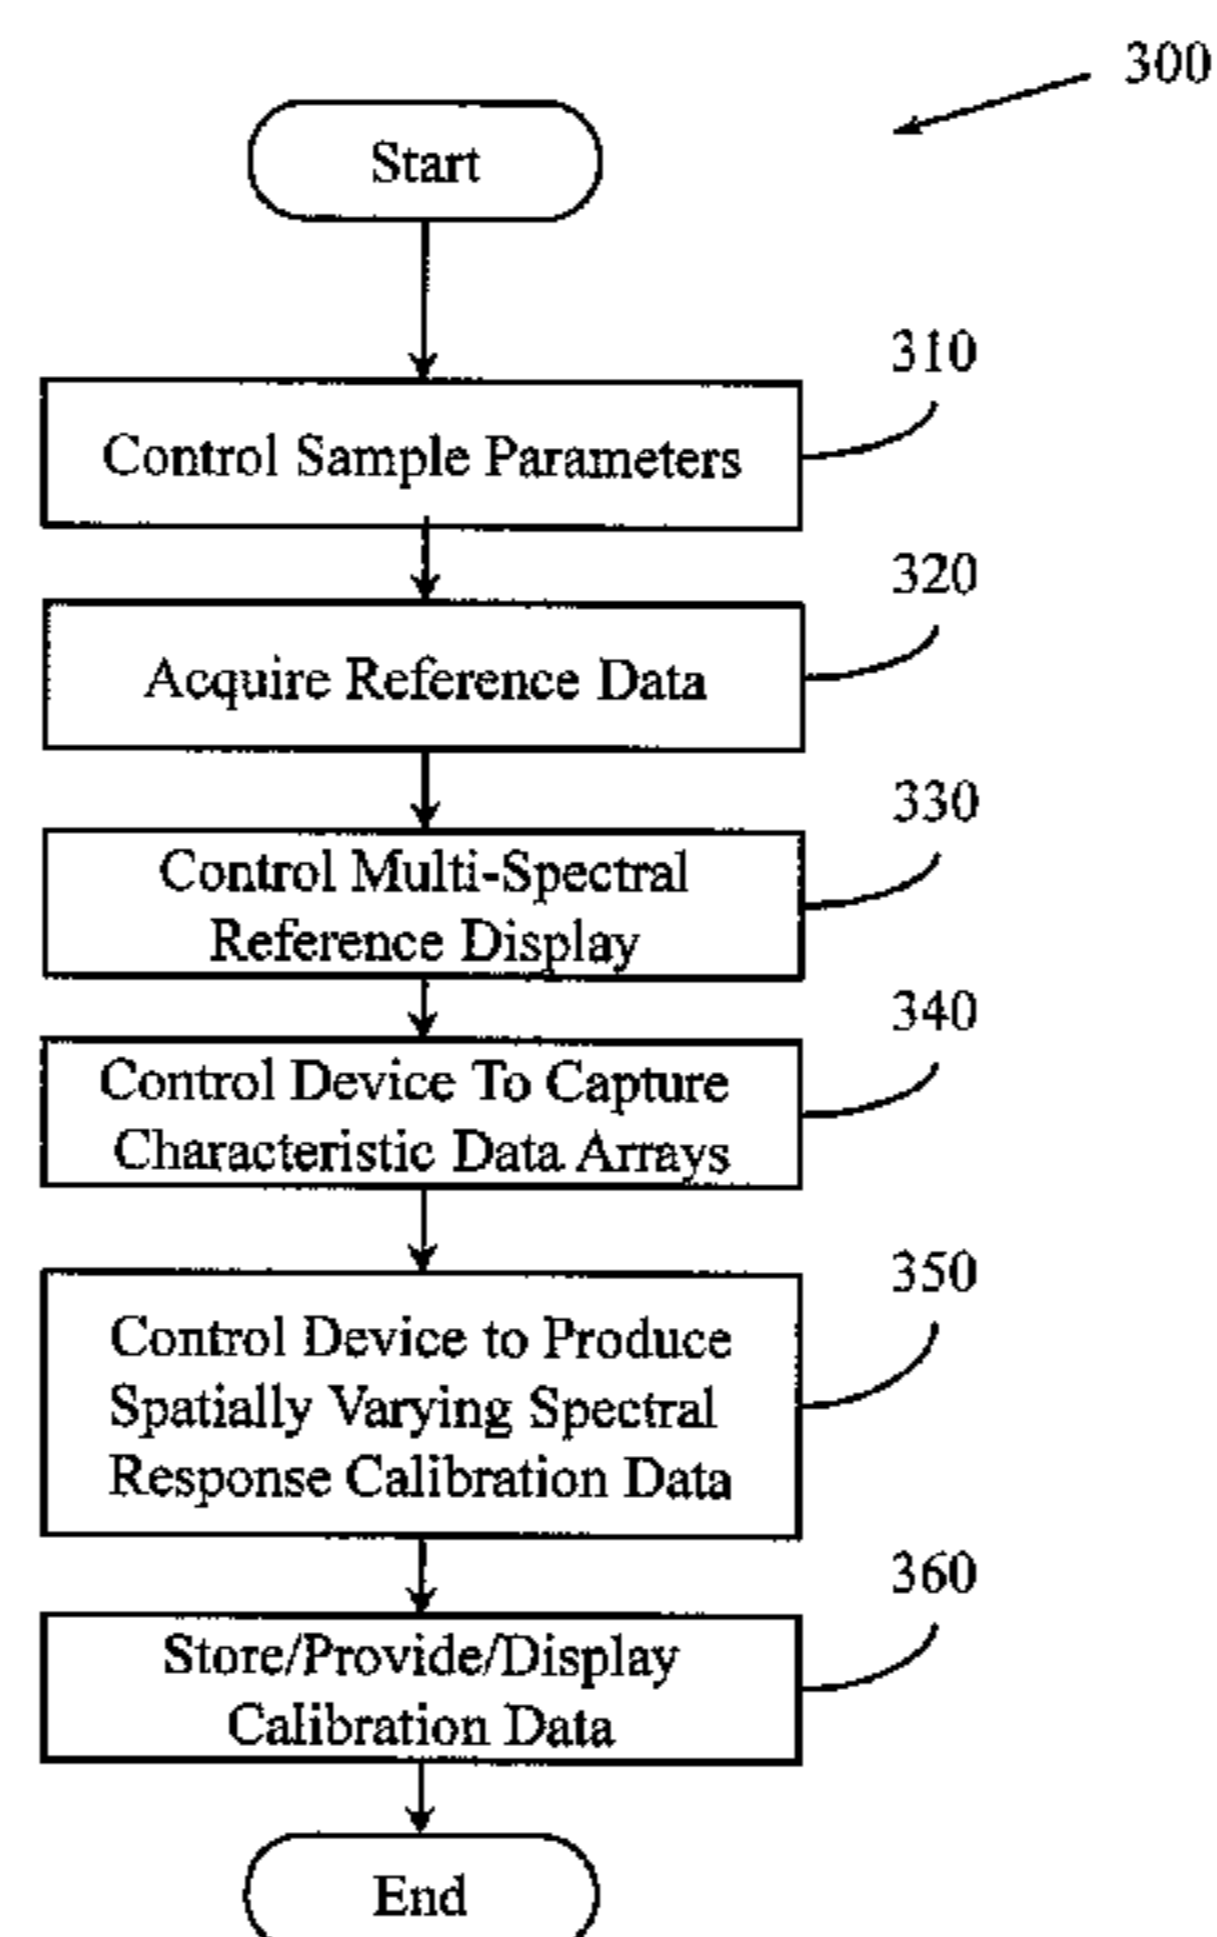 300
Start
310
Control Sample Parameters
320
Acquire Reference Data
330
Control Multi-Spectral
Reference Display
340
Control Device To Capture
Characteristic Data Arrays
350
Control Device to Produce
Spatially Varying Spectral
Response Calibration Data
360
Store/Provide/Display
Calibration Data
End